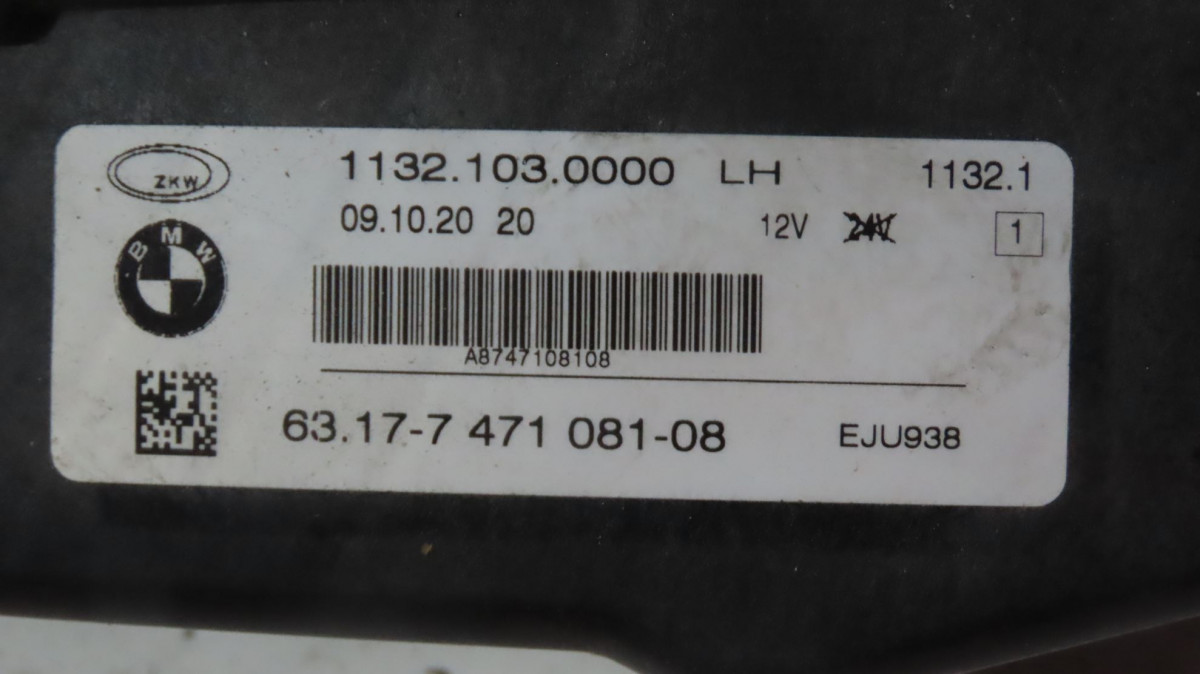 ZKW 1132.103.0000 LH 1132.1
09.10.20 20 12V 24V 1
BMW
A8747108108
63.17-7 471 081-08 EJU938